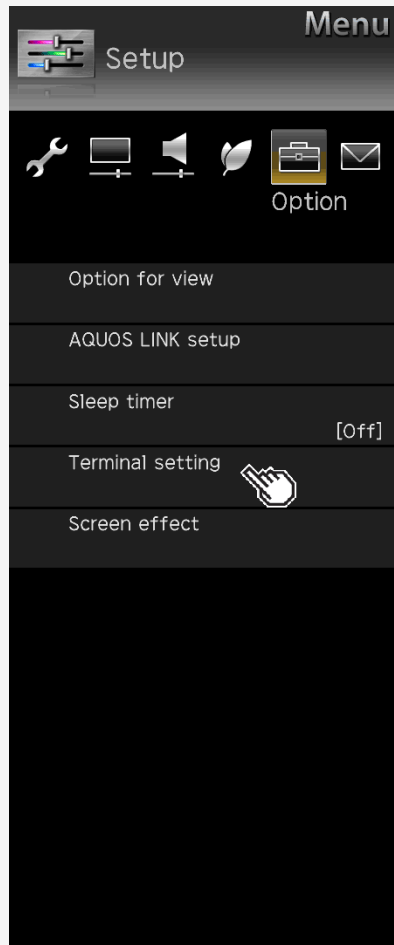 Menu
Setup
Option
Option for view
AQUOS LINK setup
Sleep timer
[Off]
Terminal setting
Screen effect